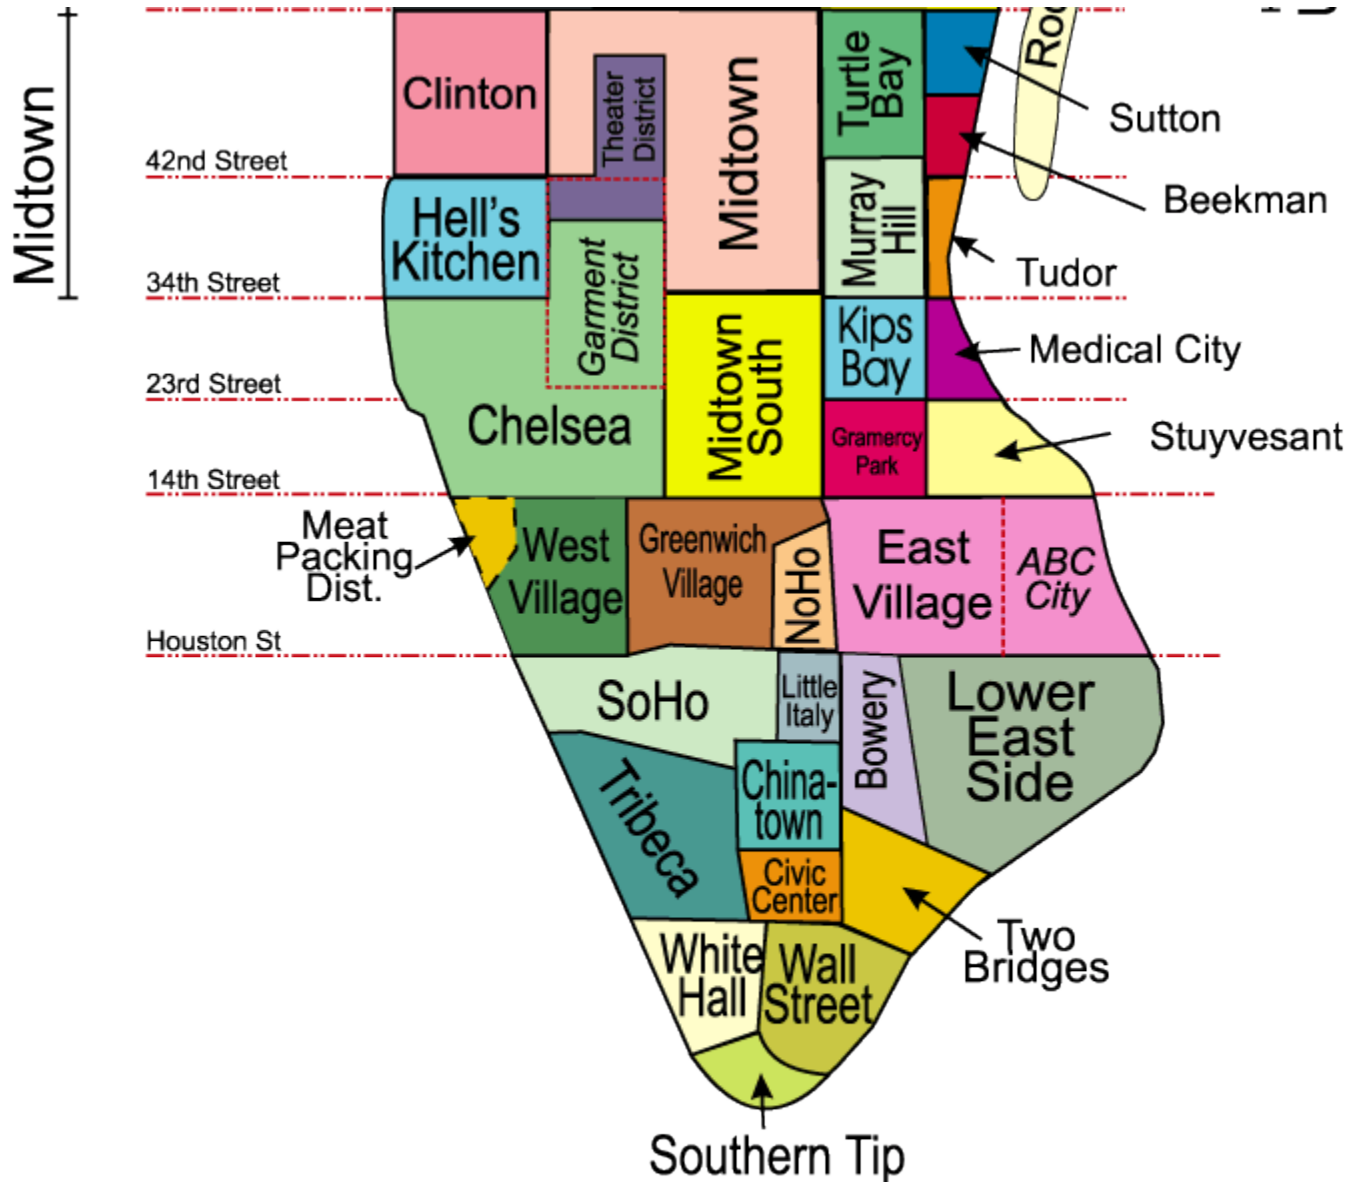 Midtown
42nd Street
34th Street
23rd Street
14th Street
Houston St
Clinton
Theater
District
Midtown
Turtle
Bay
Sutton
Beekman
Hell's
Kitchen
Garment
District
Murray
Hill
Tudor
Chelsea
Midtown
South
Kips
Bay
Medical City
Gramercy
Park
Stuyvesant
Meat
Packing
Dist.
West
Village
Greenwich
Village
NoHo
East
Village
ABC
City
SoHo
Little
Italy
Bowery
Lower
East
Side
Tribeca
China-
town
Civic
Center
Two
Bridges
White
Hall
Wall
Street
Southern Tip